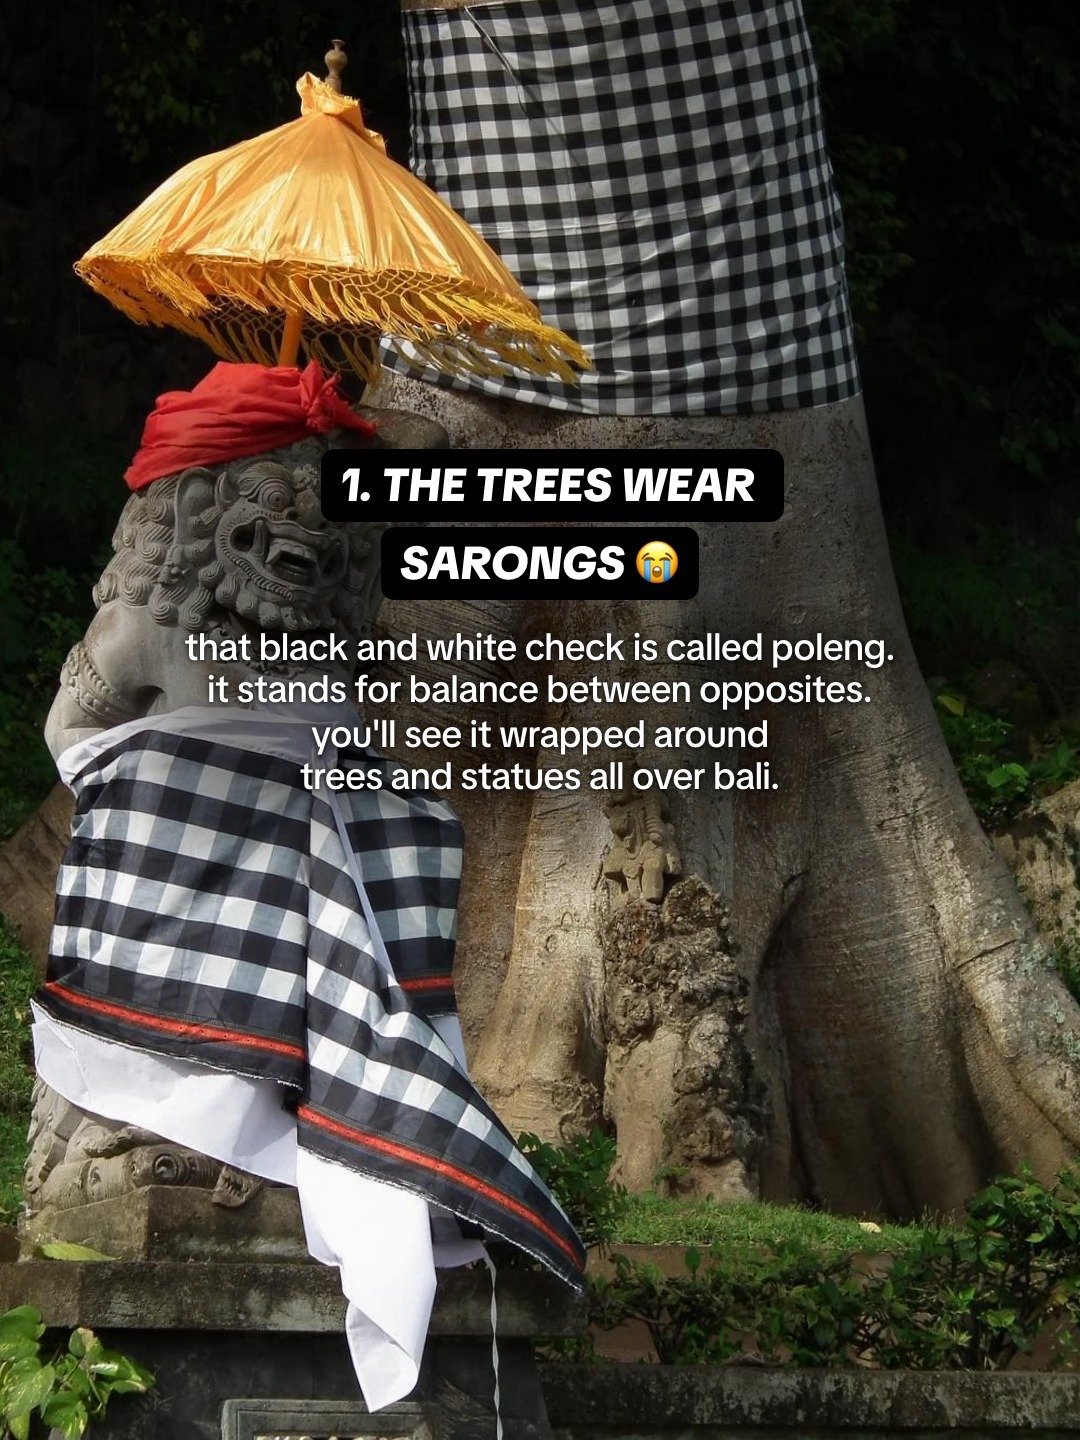 1. THE TREES WEAR
SARONGS 😭
that black and white check is called poleng.
it stands for balance between opposites.
you'll see it wrapped around
trees and statues all over bali.